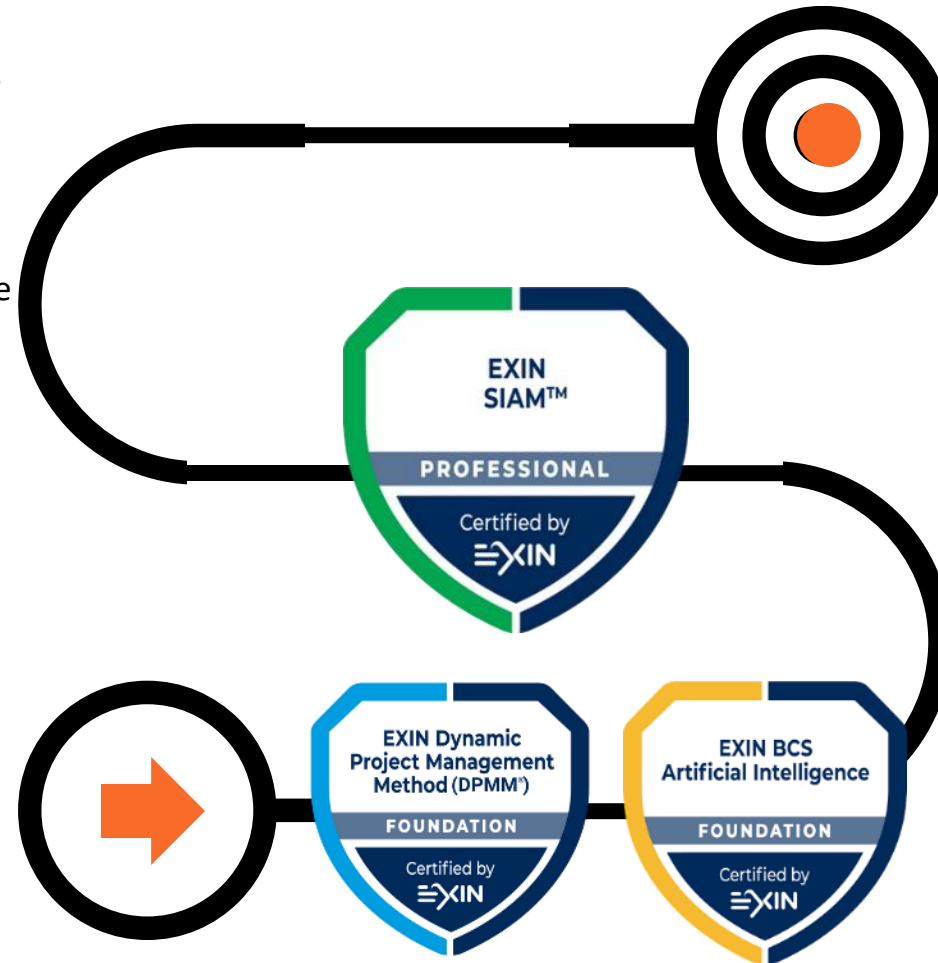 e
EXIN
SIAM™
PROFESSIONAL
Certified by
EXIN
EXIN Dynamic
Project Management
Method (DPMM®)
FOUNDATION
Certified by
EXIN
EXIN BCS
Artificial Intelligence
FOUNDATION
Certified by
EXIN